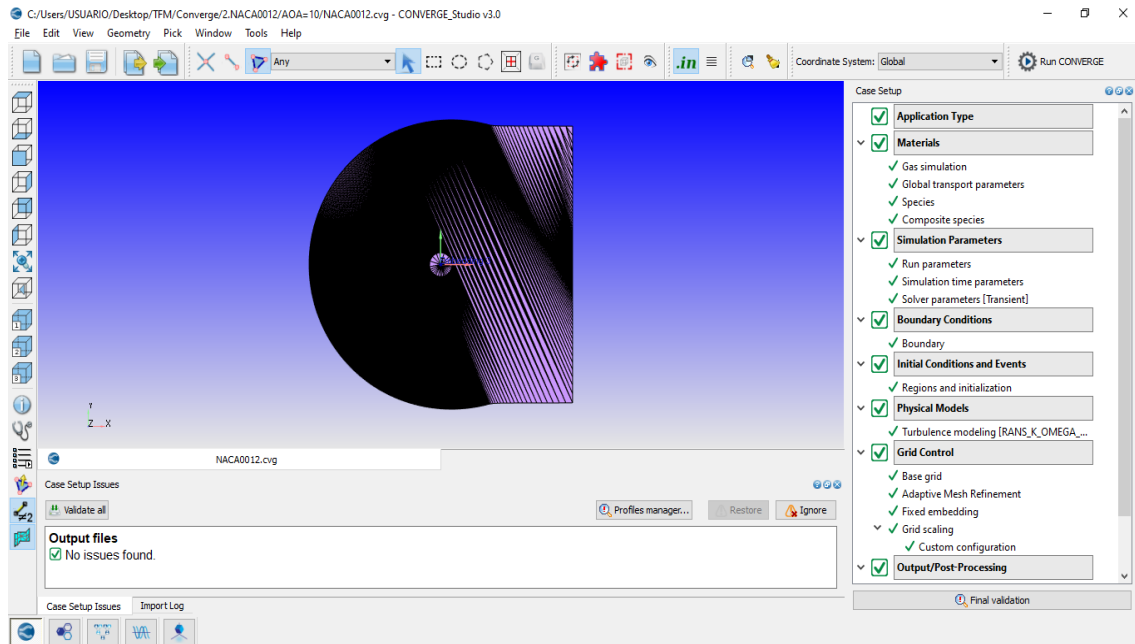 C:/Users/USUARIO/Desktop/TFM/Converge/2.NACA0012/AOA=10/NACA0012.cvg - CONVERGE_Studio v3.0
File Edit View Geometry Pick Window Tools Help
Any
.in
Coordinate System: Global
Run CONVERGE
Case Setup
Application Type
Materials
Gas simulation
Global transport parameters
Species
Composite species
Simulation Parameters
Run parameters
Simulation time parameters
Solver parameters [Transient]
Boundary Conditions
Boundary
Initial Conditions and Events
Regions and initialization
Physical Models
Turbulence modeling [RANS_K_OMEGA_...
Grid Control
Base grid
Adaptive Mesh Refinement
Fixed embedding
Grid scaling
Custom configuration
Output/Post-Processing
Final validation
1
2
3
≠2
Y
Z X
NACA0012.cvg
Case Setup Issues
Validate all
Profiles manager...
Restore
Ignore
Output files
No issues found.
Case Setup Issues
Import Log